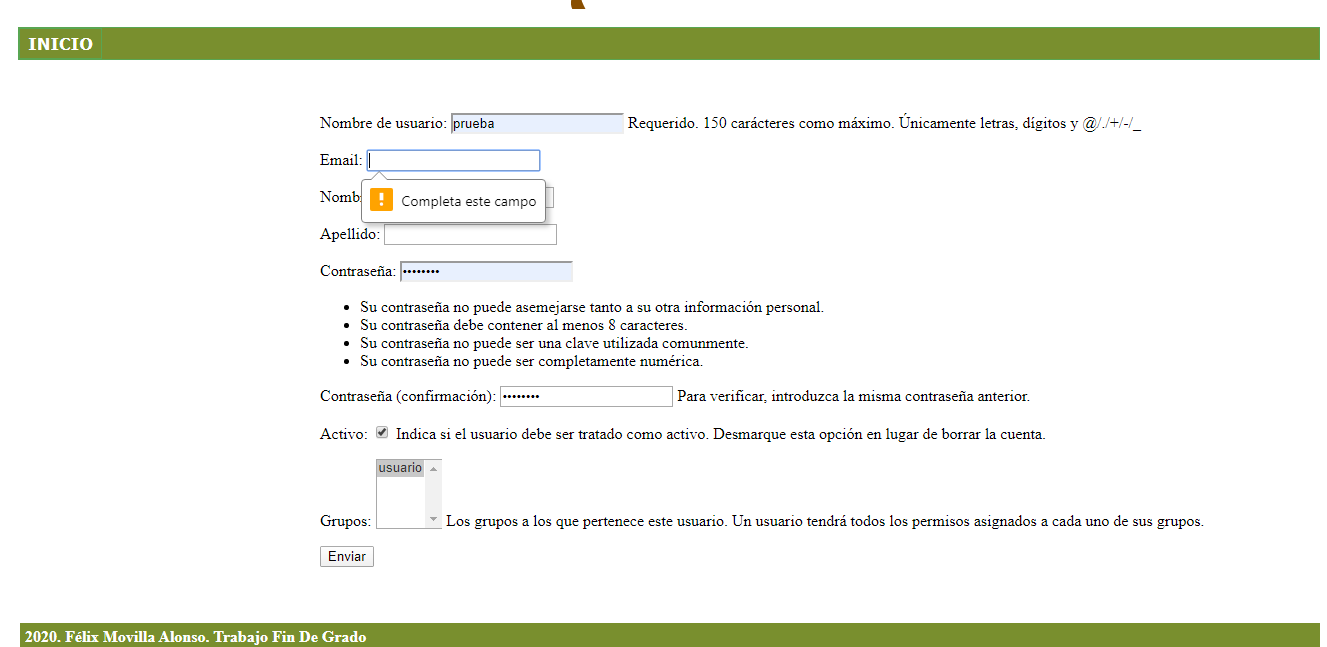 INICIO
Nombre de usuario: prueba Requerido. 150 carácteres como máximo. Únicamente letras, dígitos y @/./+/-/_
Email:
Completa este campo
Apellido:
Contraseña: ••••••••
• Su contraseña no puede asemejarse tanto a su otra información personal.
• Su contraseña debe contener al menos 8 caracteres.
• Su contraseña no puede ser una clave utilizada comunmente.
• Su contraseña no puede ser completamente numérica.
Contraseña (confirmación): •••••••• Para verificar, introduzca la misma contraseña anterior.
Activo: Indica si el usuario debe ser tratado como activo. Desmarque esta opción en lugar de borrar la cuenta.
usuario
Grupos: Los grupos a los que pertenece este usuario. Un usuario tendrá todos los permisos asignados a cada uno de sus grupos.
Enviar
2020. Félix Movilla Alonso. Trabajo Fin De Grado